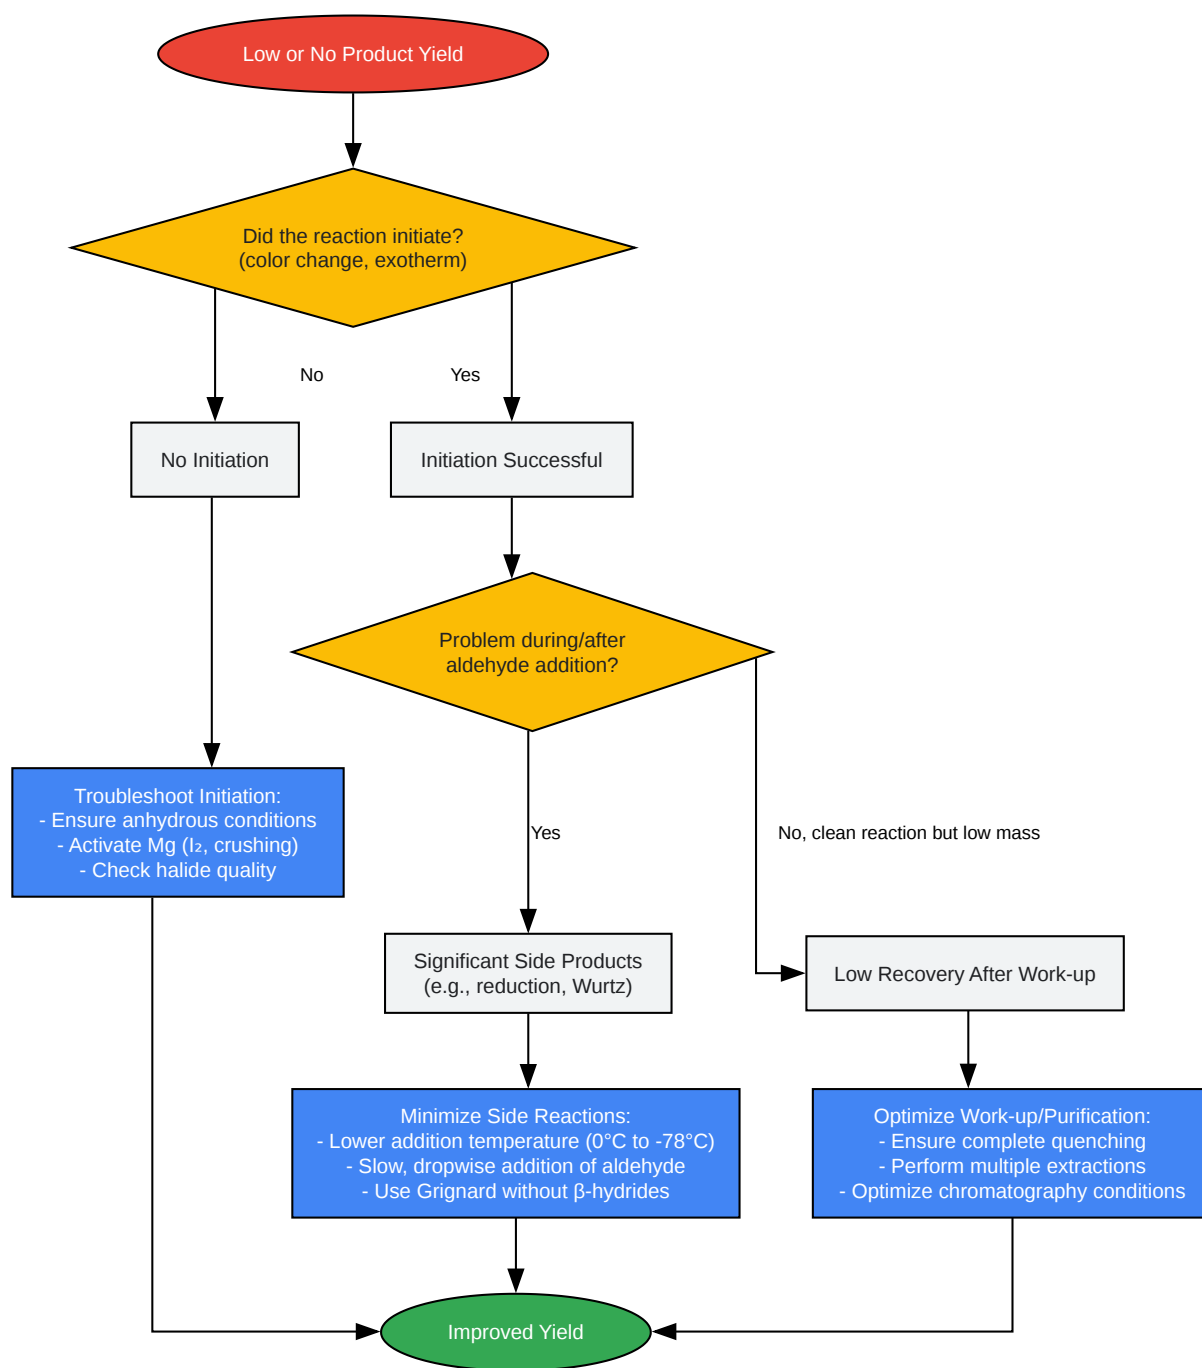 Low or No Product Yield
Did the reaction initiate?
(color change, exotherm)
No
Yes
No Initiation
Initiation Successful
Problem during/after
aldehyde addition?
Troubleshoot Initiation:
- Ensure anhydrous conditions
- Activate Mg (I₂, crushing)
- Check halide quality
Yes
No, clean reaction but low mass
Significant Side Products
(e.g., reduction, Wurtz)
Low Recovery After Work-up
Minimize Side Reactions:
- Lower addition temperature (0°C to -78°C)
- Slow, dropwise addition of aldehyde
- Use Grignard without β-hydrides
Optimize Work-up/Purification:
- Ensure complete quenching
- Perform multiple extractions
- Optimize chromatography conditions
Improved Yield